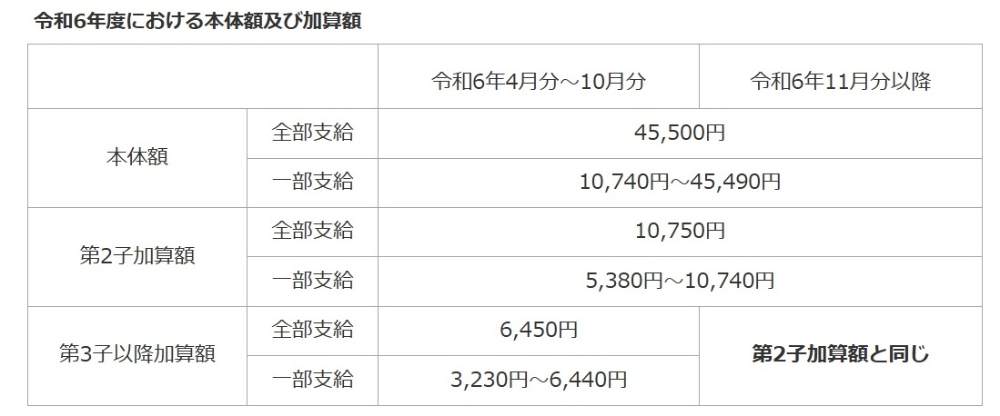 令和6年度における本体額及び加算額
令和6年4月分～10月分 令和6年11月分以降
本体額 全部支給 45,500円
一部支給 10,740円～45,490円
第2子加算額 全部支給 10,750円
一部支給 5,380円～10,740円
第3子以降加算額 全部支給 6,450円 第2子加算額と同じ
一部支給 3,230円～6,440円